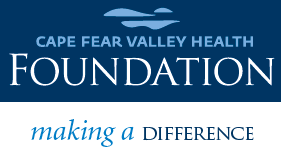 CAPE FEAR VALLEY HEALTH
FOUNDATION
making a DIFFERENCE